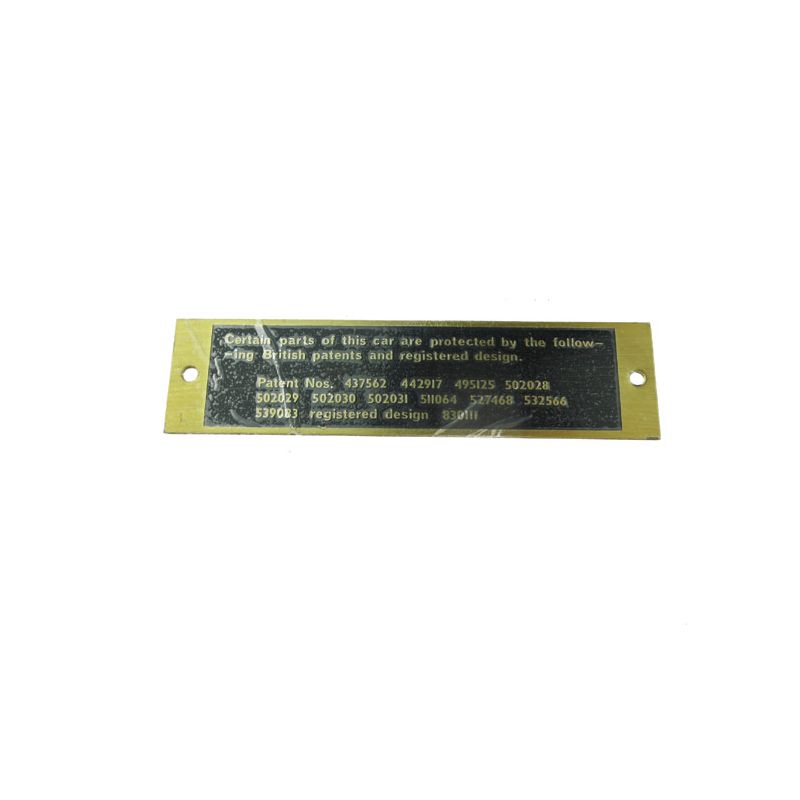 Certain parts of this car are protected by the follow-
-ing British patents and registered design.
Patent Nos. 437562 442917 495125 502028
502029 502030 502031 511064 527468 532566
539083 registered design 830111